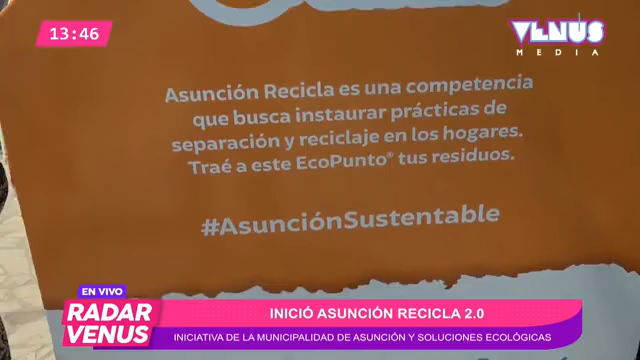 13:46
VENUS
MEDIA
Asunción Recicla es una competencia
que busca instaurar prácticas de
separación y reciclaje en los hogares.
Traé a este EcoPunto® tus residuos.
#AsunciónSustentable
EN VIVO
RADAR
VENUS
INICIÓ ASUNCIÓN RECICLA 2.0
INICIATIVA DE LA MUNICIPALIDAD DE ASUNCIÓN Y SOLUCIONES ECOLÓGICAS